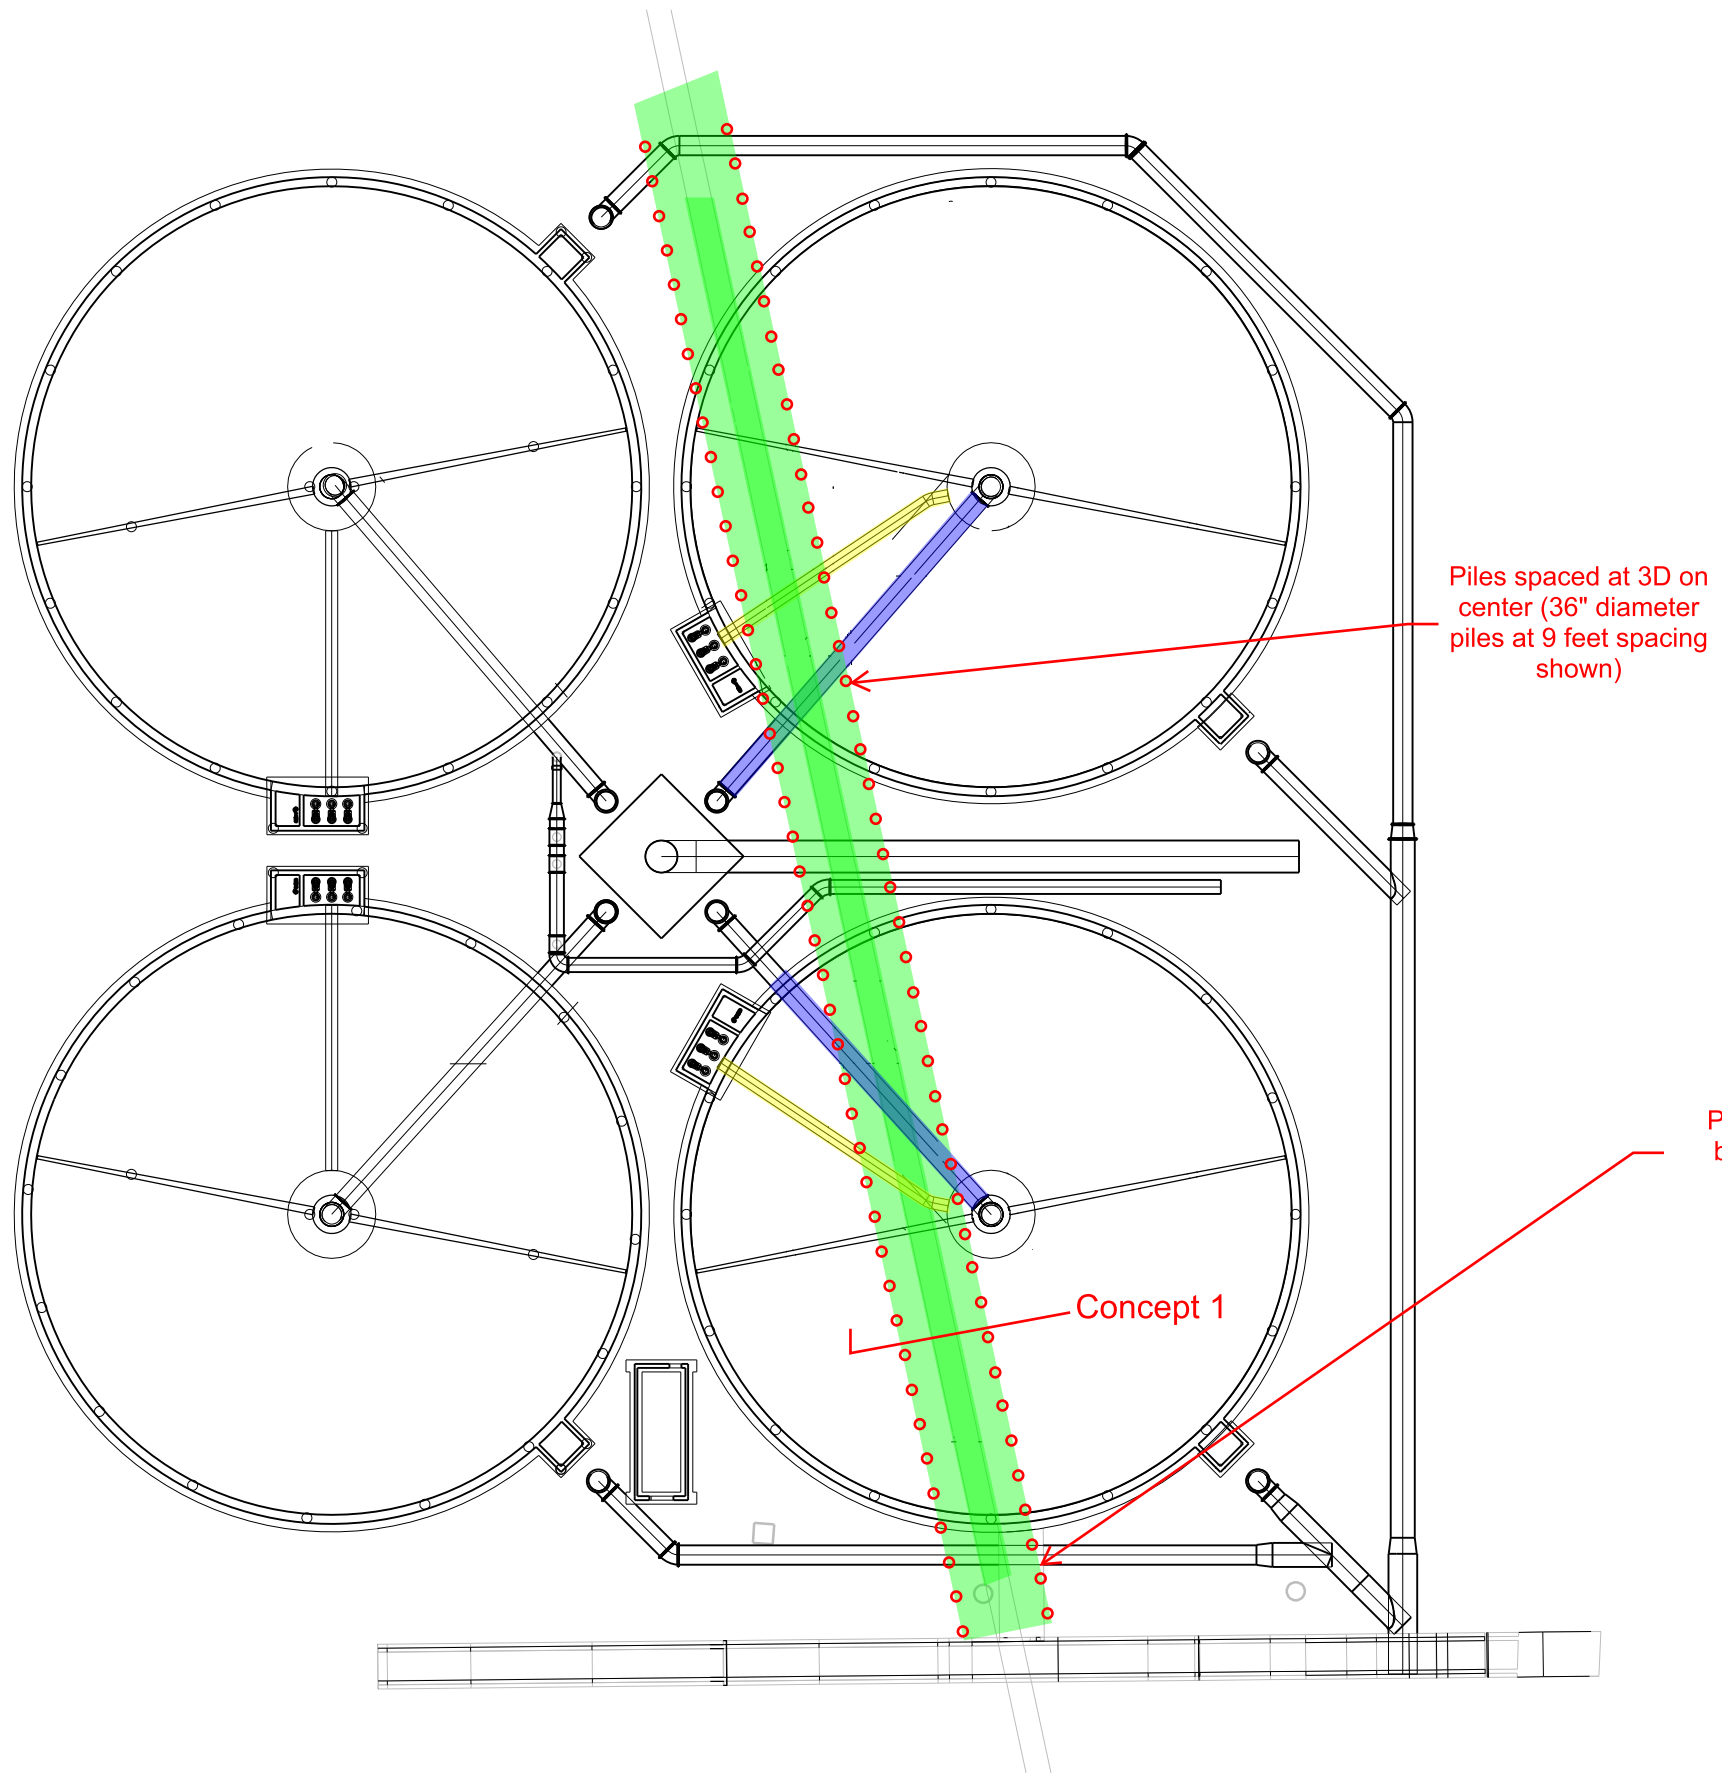 Piles spaced at 3D on
center (36" diameter
piles at 9 feet spacing
shown)
Concept 1